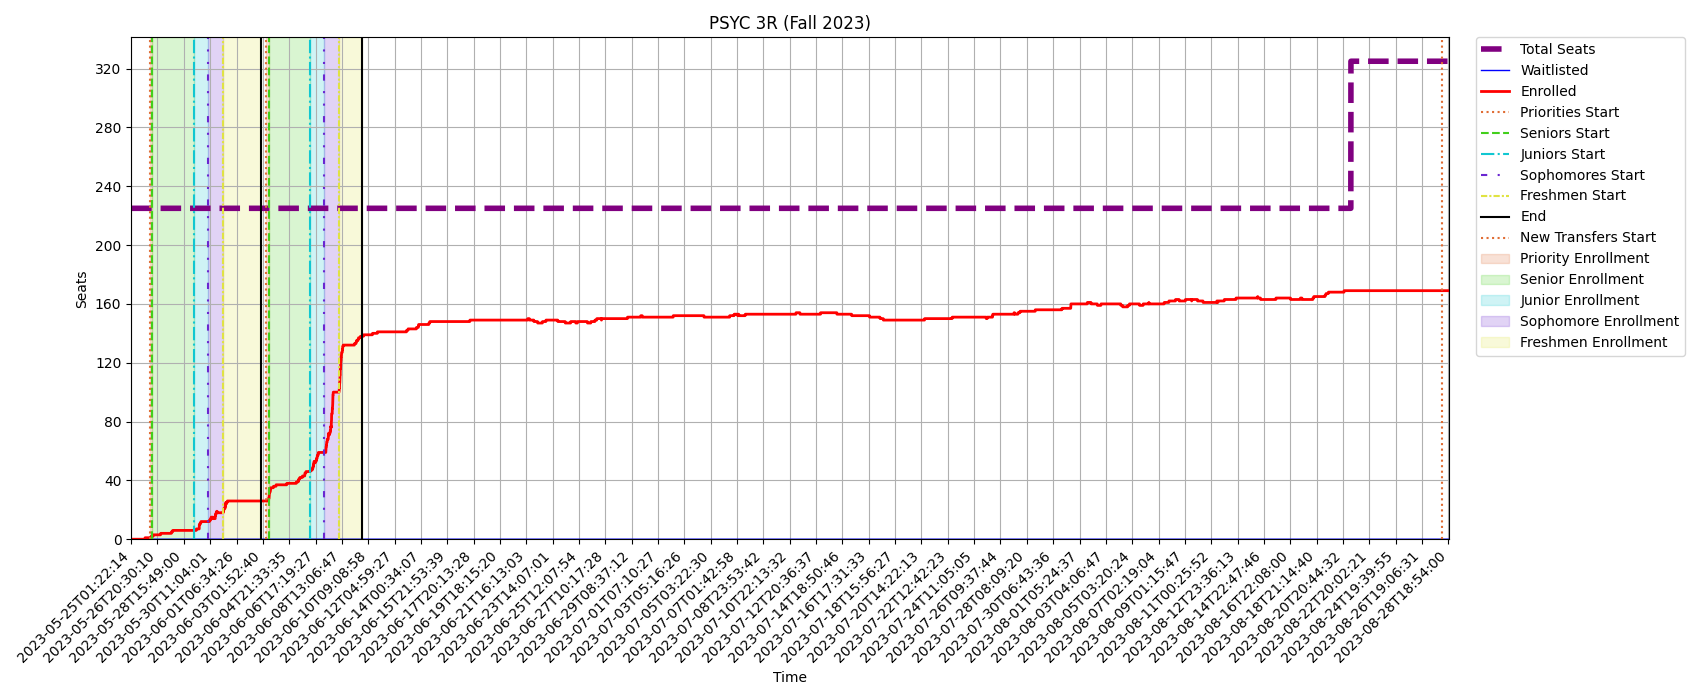 PSYC 3R (Fall 2023)
Seats
320
280
240
200
160
120
80
40
0
2023-05-25T01:22:14
2023-05-26T20:30:10
2023-05-28T15:49:00
2023-05-30T11:04:01
2023-06-01T06:34:26
2023-06-03T01:52:40
2023-06-04T21:33:35
2023-06-06T17:19:27
2023-06-08T13:06:47
2023-06-10T09:08:58
2023-06-12T04:59:27
2023-06-14T00:34:07
2023-06-15T21:53:39
2023-06-17T20:13:28
2023-06-19T18:15:20
2023-06-21T16:13:03
2023-06-23T14:07:01
2023-06-25T12:07:54
2023-06-27T10:17:28
2023-06-29T08:37:12
2023-07-01T07:10:27
2023-07-03T05:16:26
2023-07-05T03:22:30
2023-07-07T01:42:58
2023-07-08T23:53:42
2023-07-10T22:13:32
2023-07-12T20:36:37
2023-07-14T18:50:46
2023-07-16T17:31:33
2023-07-18T15:56:27
2023-07-20T14:22:13
2023-07-22T12:42:23
2023-07-24T11:05:05
2023-07-26T09:37:44
2023-07-28T08:09:20
2023-07-30T06:43:36
2023-08-01T05:24:37
2023-08-03T04:06:47
2023-08-05T03:20:24
2023-08-07T02:19:04
2023-08-09T01:15:47
2023-08-11T00:25:52
2023-08-12T23:36:13
2023-08-14T22:47:46
2023-08-16T22:08:00
2023-08-18T21:14:40
2023-08-20T20:44:32
2023-08-22T20:02:21
2023-08-24T19:39:55
2023-08-26T19:06:31
2023-08-28T18:54:00
Time
Total Seats
Waitlisted
Enrolled
Priorities Start
Seniors Start
Juniors Start
Sophomores Start
Freshmen Start
End
New Transfers Start
Priority Enrollment
Senior Enrollment
Junior Enrollment
Sophomore Enrollment
Freshmen Enrollment